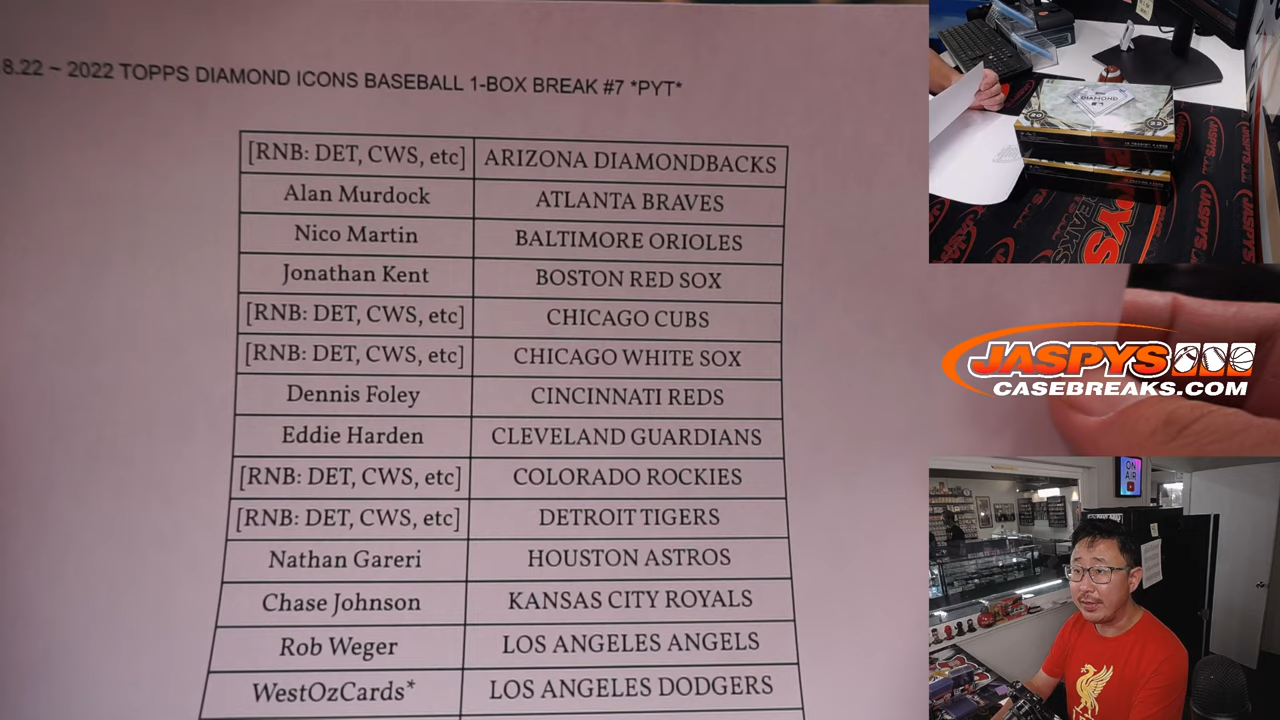 8.22 ~ 2022 TOPPS DIAMOND ICONS BASEBALL 1-BOX BREAK #7 *PYT*
[RNB: DET, CWS, etc] ARIZONA DIAMONDBACKS
Alan Murdock ATLANTA BRAVES
Nico Martin BALTIMORE ORIOLES
Jonathan Kent BOSTON RED SOX
[RNB: DET, CWS, etc] CHICAGO CUBS
[RNB: DET, CWS, etc] CHICAGO WHITE SOX
Dennis Foley CINCINNATI REDS
Eddie Harden CLEVELAND GUARDIANS
[RNB: DET, CWS, etc] COLORADO ROCKIES
[RNB: DET, CWS, etc] DETROIT TIGERS
Nathan Gareri HOUSTON ASTROS
Chase Johnson KANSAS CITY ROYALS
Rob Weger LOS ANGELES ANGELS
WestOzCards* LOS ANGELES DODGERS
DIAMOND
JASPYS
JASPYS
CASEBREAKS.COM
ON
AIR